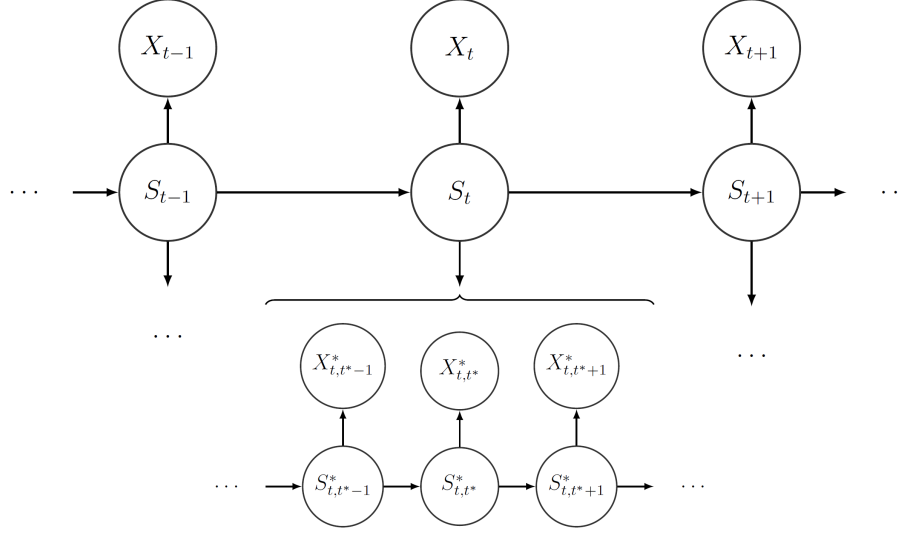 X_{t−1} X_t X_{t+1}
··· S_{t−1} S_t S_{t+1} ··
··· ···
X^*_{t,t^*−1} X^*_{t,t^*} X^*_{t,t^*+1}
··· S^*_{t,t^*−1} S^*_{t,t^*} S^*_{t,t^*+1} ···